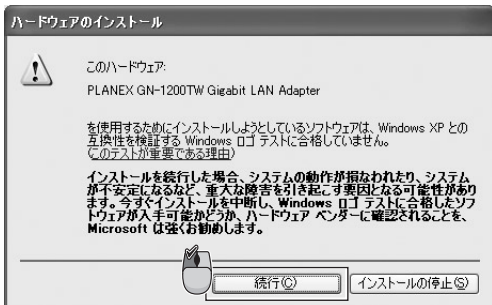 ハードウェアのインストール
このハードウェア:
PLANEX GN-1200TW Gigabit LAN Adapter
を使用するためにインストールしようとしているソフトウェアは、Windows XP との
互換性を検証する Windows ロゴ テストに合格していません。
(このテストが重要である理由)
インストールを続行した場合、システムの動作が損なわれたり、システム
が不安定になるなど、重大な障害を引き起こす要因となる可能性があり
ます。今すぐインストールを中断し、Windows ロゴ テストに合格したソフ
トウェアが入手可能かどうか、ハードウェア ベンダーに確認されることを、
Microsoft は強くお勧めします。
続行(C)
インストールの停止(S)